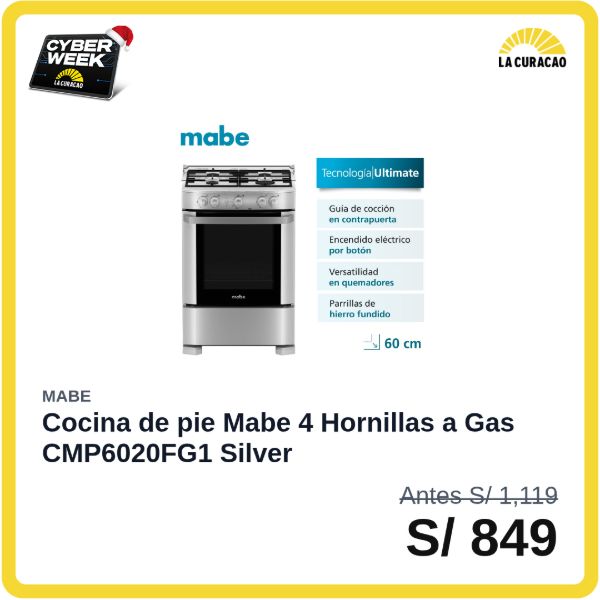 CYBER
WEEK
LA CURACAO
LA CURACAO
mabe
Tecnología|Ultimate
Guía de cocción
en contrapuerta
Encendido eléctrico
por botón
Versatilidad
en quemadores
Parrillas de
hierro fundido
mabe
60 cm
MABE
Cocina de pie Mabe 4 Hornillas a Gas
CMP6020FG1 Silver
Antes S/ 1,119
S/ 849